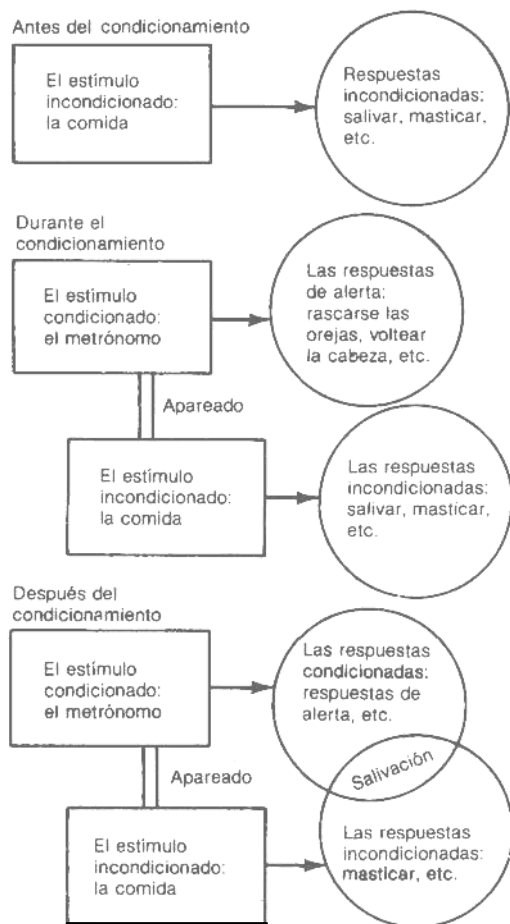 Antes del condicionamiento
El estímulo
incondicionado:
la comida
Respuestas
incondicionadas:
salivar, masticar,
etc.
Durante el
condicionamiento
El estímulo
condicionado:
el metrónomo
Las respuestas
de alerta:
rascarse las
orejas, voltear
la cabeza, etc.
Apareado
El estímulo
incondicionado:
la comida
Las respuestas
incondicionadas:
salivar, masticar,
etc.
Después del
condicionamiento
El estímulo
condicionado:
el metrónomo
Las respuestas
condicionadas:
respuestas de
alerta, etc.
Salivación
Apareado
El estímulo
incondicionado:
la comida
Las respuestas
incondicionadas:
masticar, etc.